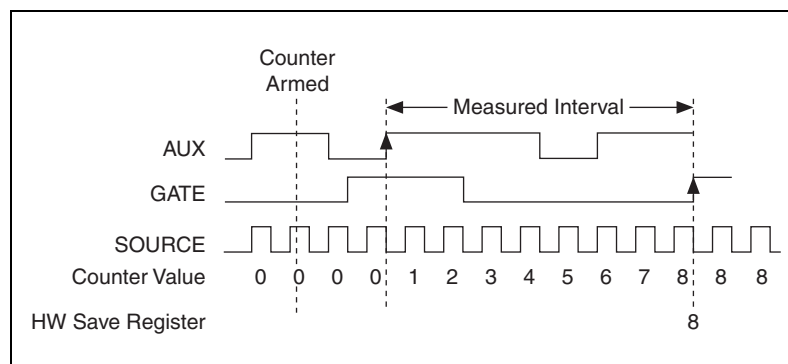 Counter
Armed
Measured Interval
AUX
GATE
SOURCE
Counter Value 0 0 0 0 1 2 3 4 5 6 7 8 8 8
HW Save Register 8